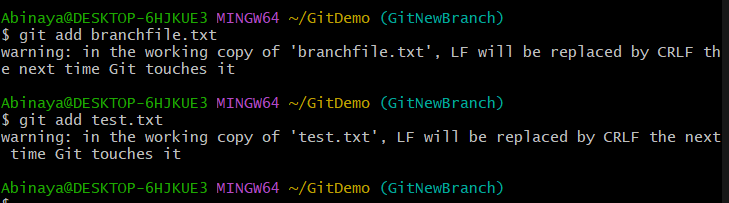 Abinaya@DESKTOP-6HJKUE3 MINGW64 ~/GitDemo (GitNewBranch)
$ git add branchfile.txt
warning: in the working copy of 'branchfile.txt', LF will be replaced by CRLF th
e next time Git touches it
Abinaya@DESKTOP-6HJKUE3 MINGW64 ~/GitDemo (GitNewBranch)
$ git add test.txt
warning: in the working copy of 'test.txt', LF will be replaced by CRLF the next
 time Git touches it
Abinaya@DESKTOP-6HJKUE3 MINGW64 ~/GitDemo (GitNewBranch)
$